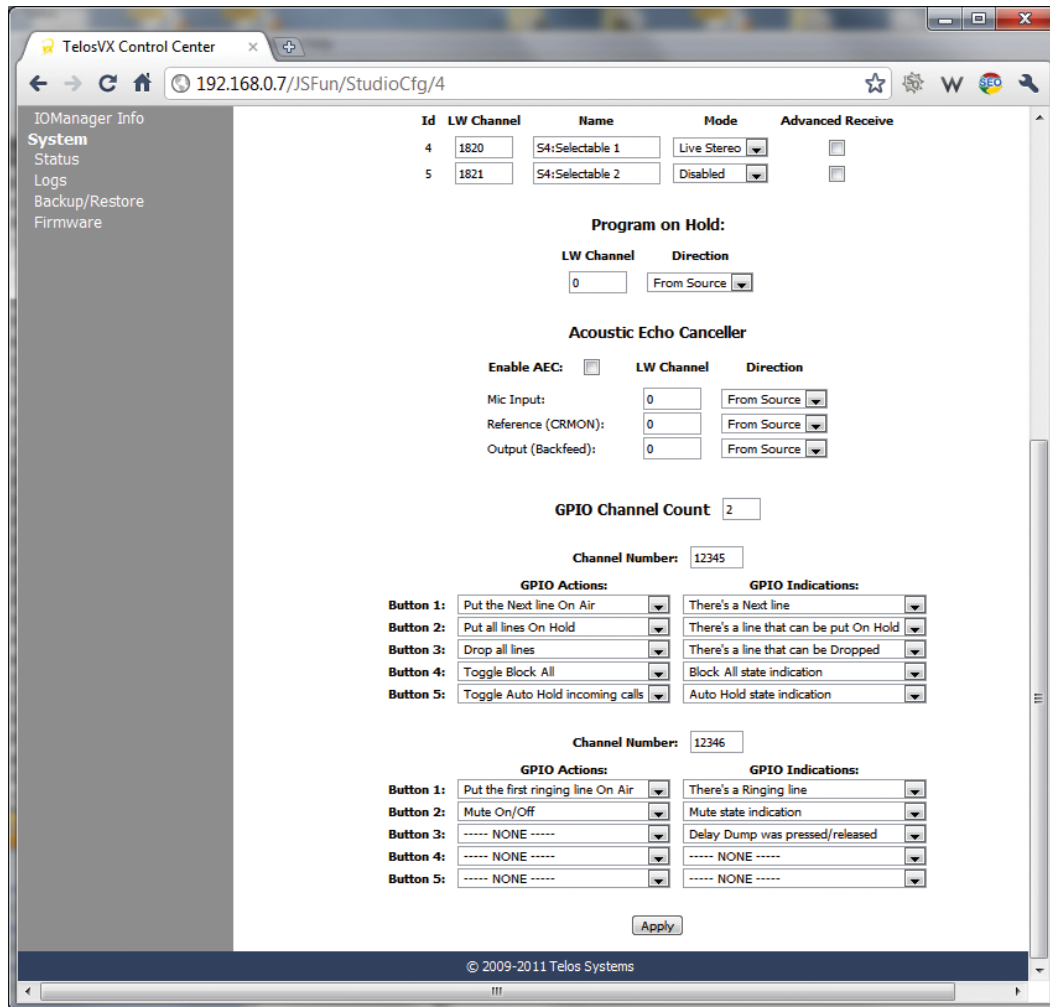 TelosVX Control Center
192.168.0.7/JSFun/StudioCfg/4
W
SEO
IOManager Info
System
Status
Logs
Backup/Restore
Firmware
Id LW Channel Name Mode Advanced Receive
4 1820 S4:Selectable 1 Live Stereo
5 1821 S4:Selectable 2 Disabled
Program on Hold:
LW Channel Direction
0 From Source
Acoustic Echo Canceller
Enable AEC: LW Channel Direction
Mic Input: 0 From Source
Reference (CRMON): 0 From Source
Output (Backfeed): 0 From Source
GPIO Channel Count 2
Channel Number: 12345
GPIO Actions: GPIO Indications:
Button 1: Put the Next line On Air There's a Next line
Button 2: Put all lines On Hold There's a line that can be put On Hold
Button 3: Drop all lines There's a line that can be Dropped
Button 4: Toggle Block All Block All state indication
Button 5: Toggle Auto Hold incoming calls Auto Hold state indication
Channel Number: 12346
GPIO Actions: GPIO Indications:
Button 1: Put the first ringing line On Air There's a Ringing line
Button 2: Mute On/Off Mute state indication
Button 3: ----- NONE ----- Delay Dump was pressed/released
Button 4: ----- NONE ----- ----- NONE -----
Button 5: ----- NONE ----- ----- NONE -----
Apply
© 2009-2011 Telos Systems